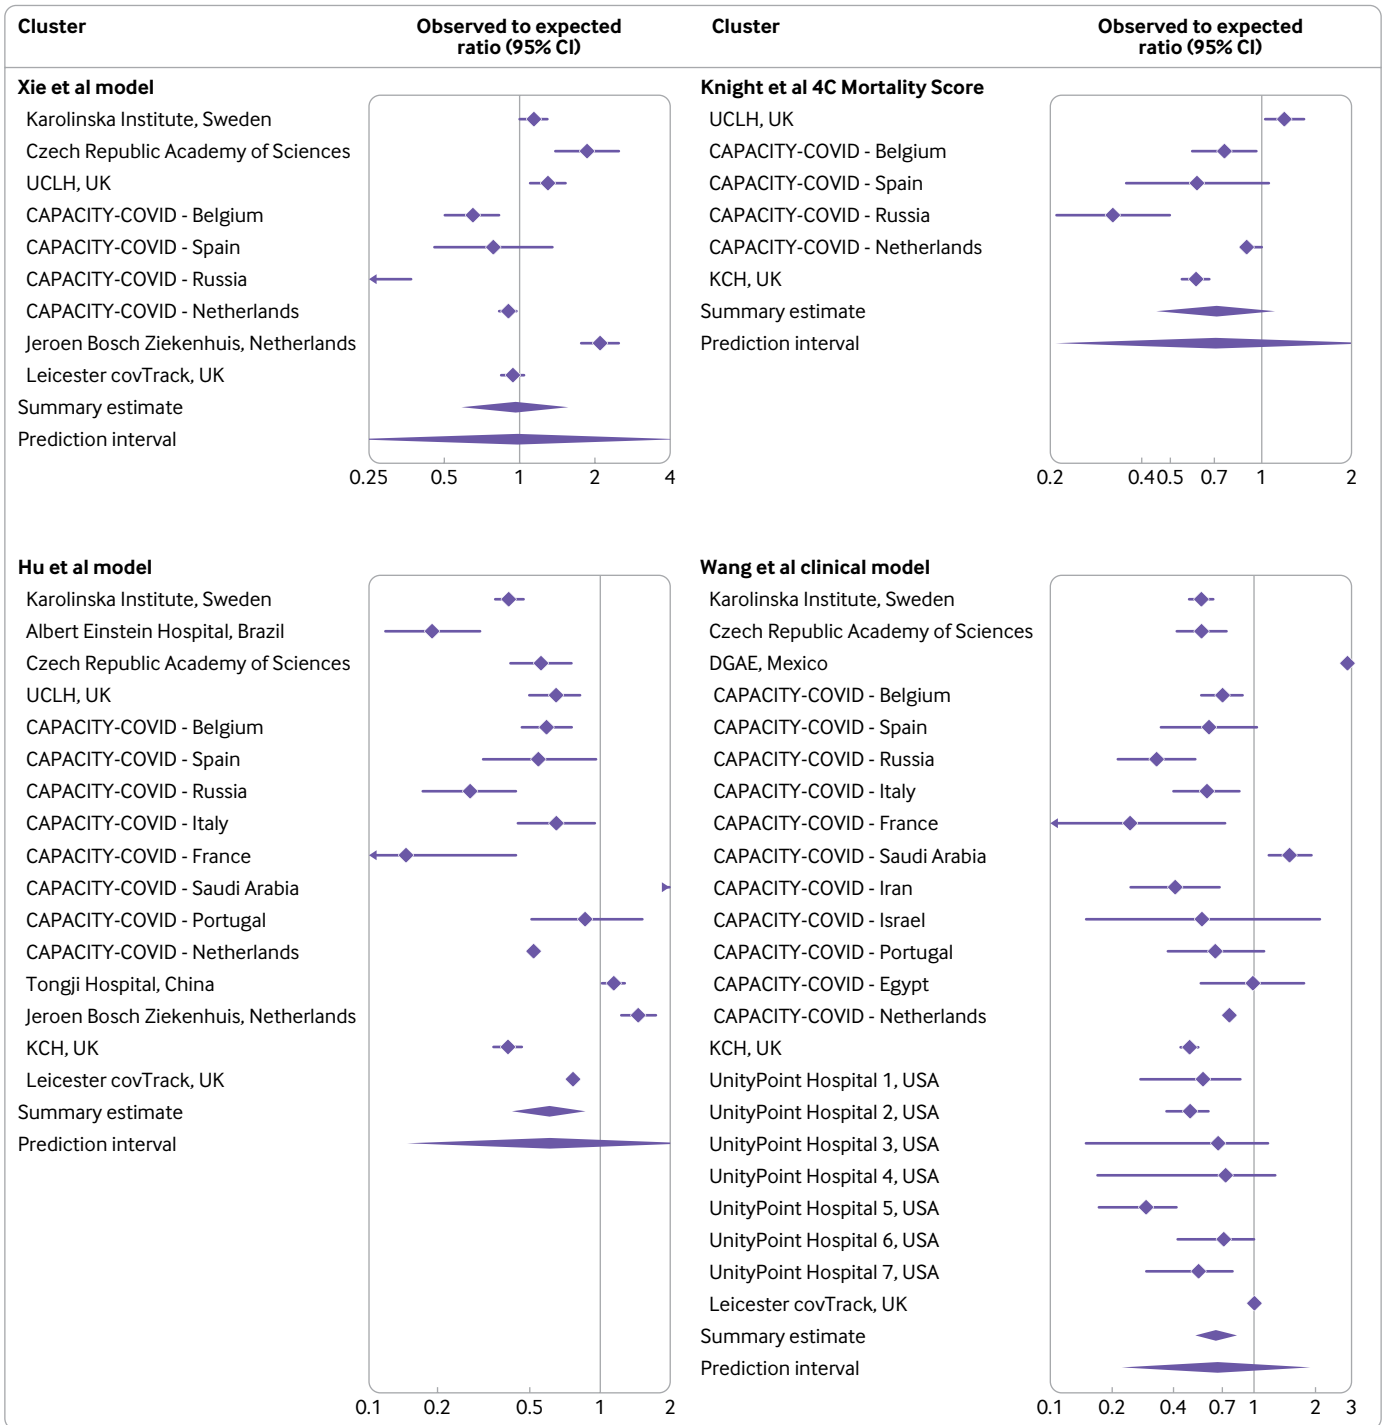 Cluster
Observed to expected
ratio (95% CI)
Cluster
Observed to expected
ratio (95% CI)
Xie et al model
Karolinska Institute, Sweden
Czech Republic Academy of Sciences
UCLH, UK
CAPACITY-COVID - Belgium
CAPACITY-COVID - Spain
CAPACITY-COVID - Russia
CAPACITY-COVID - Netherlands
Jeroen Bosch Ziekenhuis, Netherlands
Leicester covTrack, UK
Summary estimate
Prediction interval
0.25 0.5 1 2 4
Knight et al 4C Mortality Score
UCLH, UK
CAPACITY-COVID - Belgium
CAPACITY-COVID - Spain
CAPACITY-COVID - Russia
CAPACITY-COVID - Netherlands
KCH, UK
Summary estimate
Prediction interval
0.2 0.4 0.5 0.7 1 2
Hu et al model
Karolinska Institute, Sweden
Albert Einstein Hospital, Brazil
Czech Republic Academy of Sciences
UCLH, UK
CAPACITY-COVID - Belgium
CAPACITY-COVID - Spain
CAPACITY-COVID - Russia
CAPACITY-COVID - Italy
CAPACITY-COVID - France
CAPACITY-COVID - Saudi Arabia
CAPACITY-COVID - Portugal
CAPACITY-COVID - Netherlands
Tongji Hospital, China
Jeroen Bosch Ziekenhuis, Netherlands
KCH, UK
Leicester covTrack, UK
Summary estimate
Prediction interval
0.1 0.2 0.5 1 2
Wang et al clinical model
Karolinska Institute, Sweden
Czech Republic Academy of Sciences
DGAE, Mexico
CAPACITY-COVID - Belgium
CAPACITY-COVID - Spain
CAPACITY-COVID - Russia
CAPACITY-COVID - Italy
CAPACITY-COVID - France
CAPACITY-COVID - Saudi Arabia
CAPACITY-COVID - Iran
CAPACITY-COVID - Israel
CAPACITY-COVID - Portugal
CAPACITY-COVID - Egypt
CAPACITY-COVID - Netherlands
KCH, UK
UnityPoint Hospital 1, USA
UnityPoint Hospital 2, USA
UnityPoint Hospital 3, USA
UnityPoint Hospital 4, USA
UnityPoint Hospital 5, USA
UnityPoint Hospital 6, USA
UnityPoint Hospital 7, USA
Leicester covTrack, UK
Summary estimate
Prediction interval
0.1 0.2 0.4 0.7 1 2 3